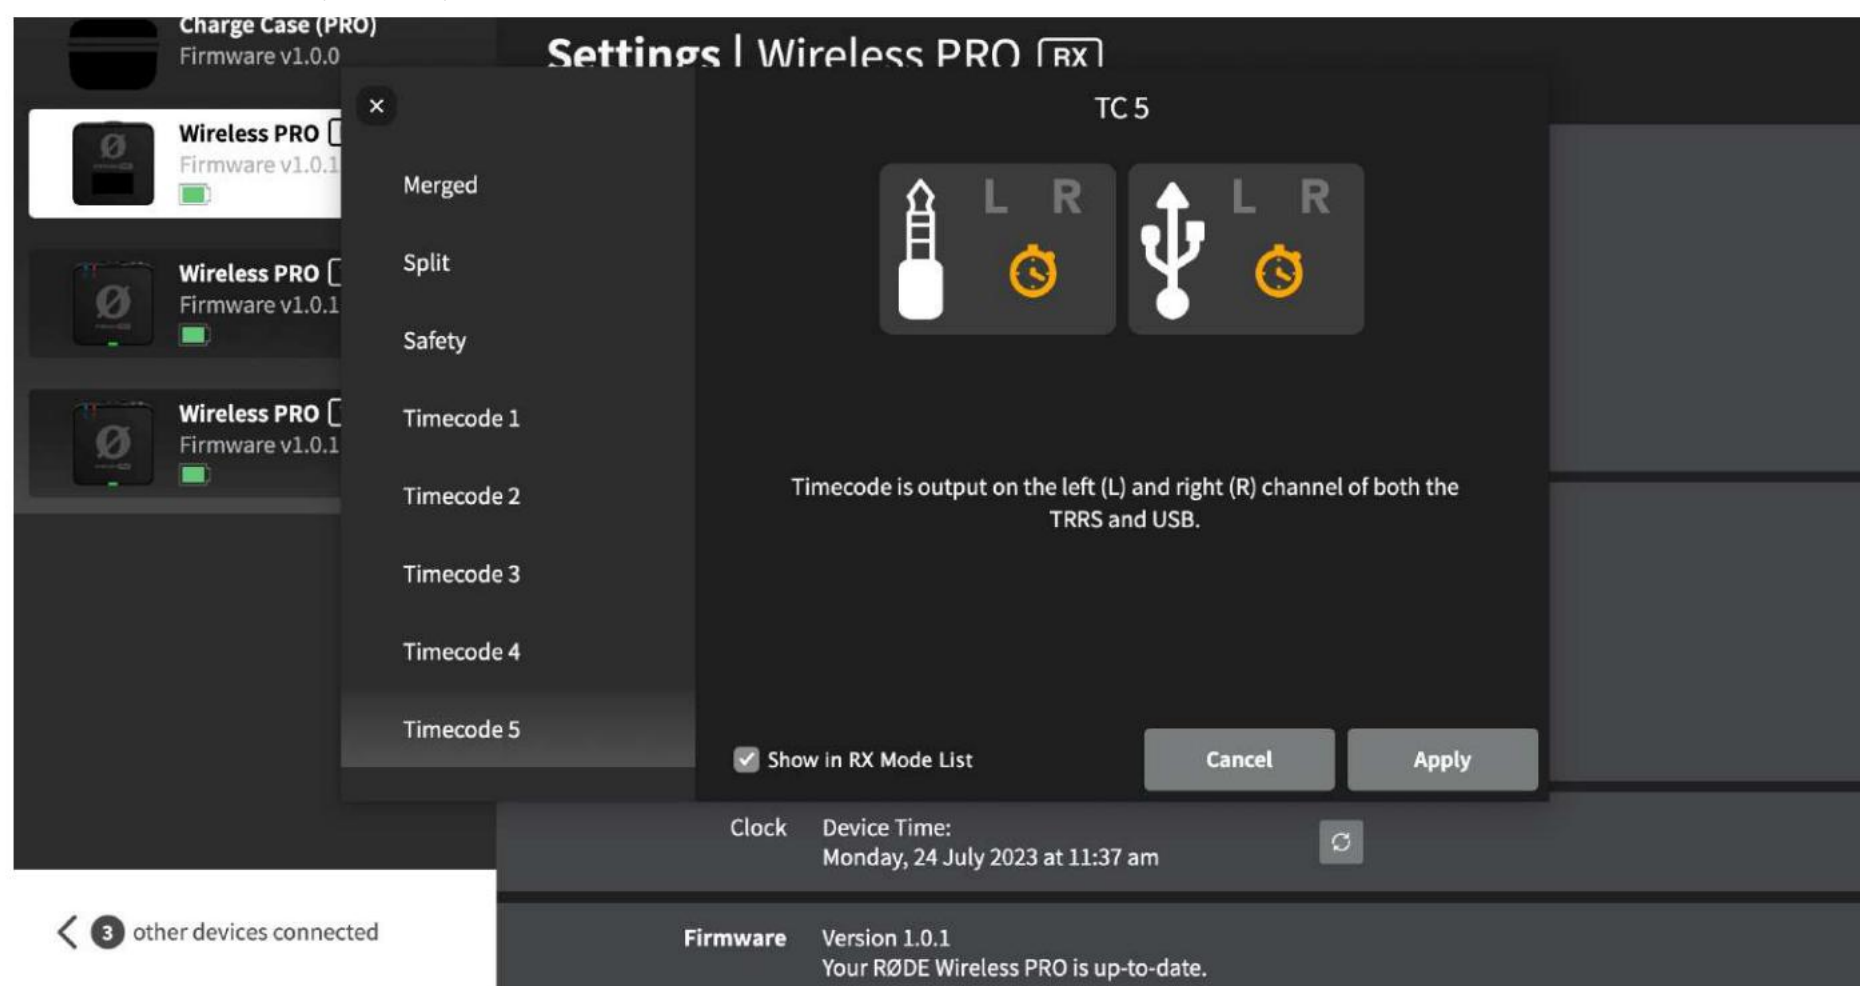 Charge Case (PRO)
Firmware v1.0.0
Settings | Wireless PRO RX
Wireless PRO
Firmware v1.0.1
Wireless PRO
Firmware v1.0.1
Wireless PRO
Firmware v1.0.1
3 other devices connected
×
Merged
Split
Safety
Timecode 1
Timecode 2
Timecode 3
Timecode 4
Timecode 5
TC 5
L R
L R
Timecode is output on the left (L) and right (R) channel of both the
TRRS and USB.
Show in RX Mode List
Cancel
Apply
Clock
Device Time:
Monday, 24 July 2023 at 11:37 am
Firmware
Version 1.0.1
Your RØDE Wireless PRO is up-to-date.